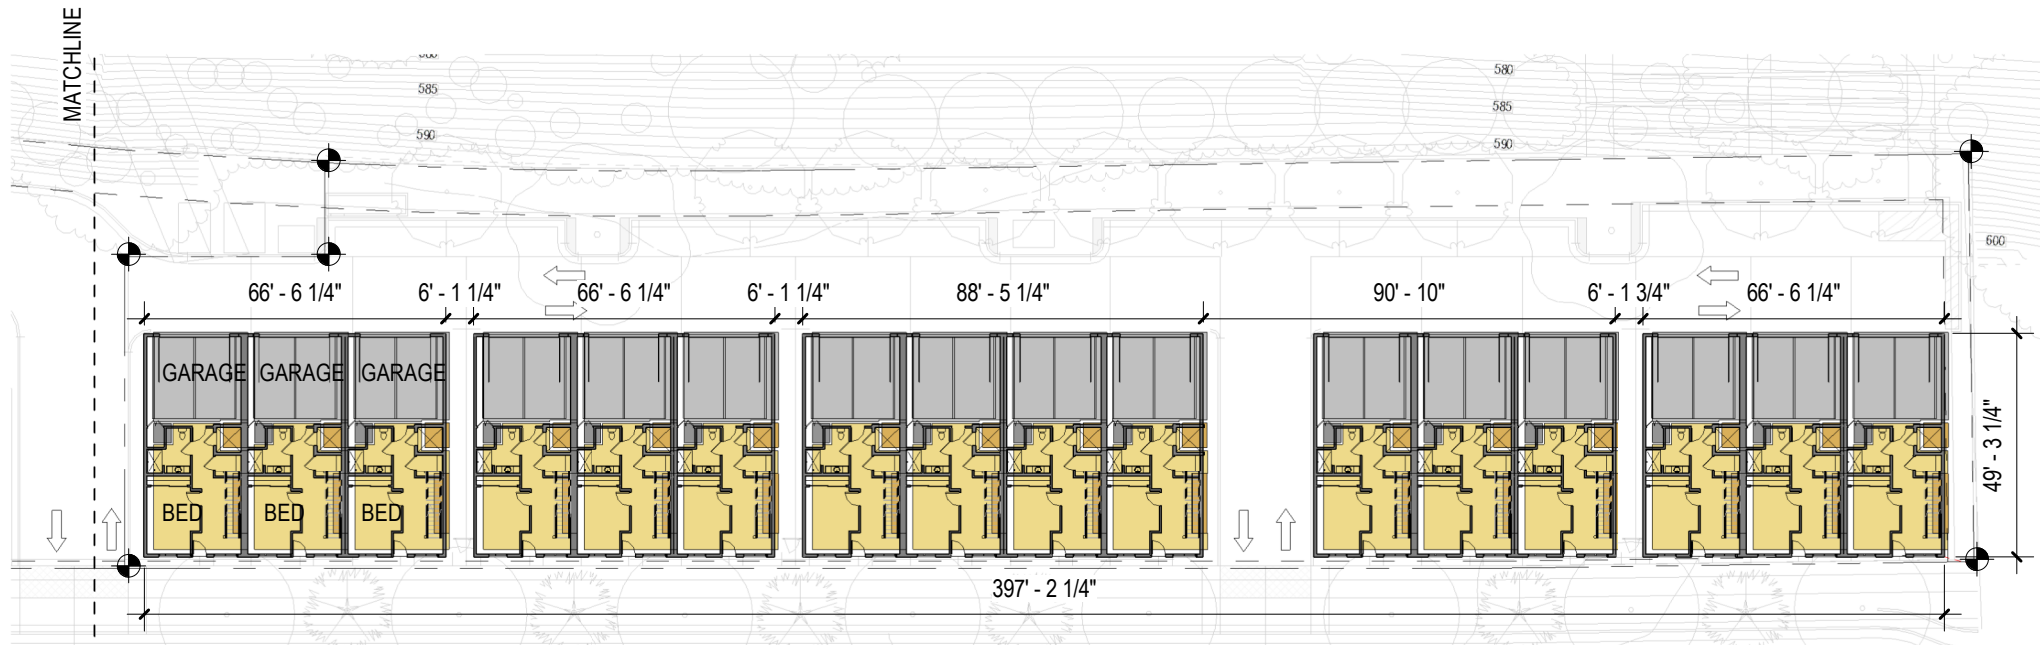 MATCHLINE
580
585
590
580
585
590
600
66' - 6 1/4"
6' - 1 1/4"
66' - 6 1/4"
6' - 1 1/4"
88' - 5 1/4"
90' - 10"
6' - 1 3/4"
66' - 6 1/4"
GARAGE GARAGE GARAGE
49' - 3 1/4"
BED BED BED
397' - 2 1/4"